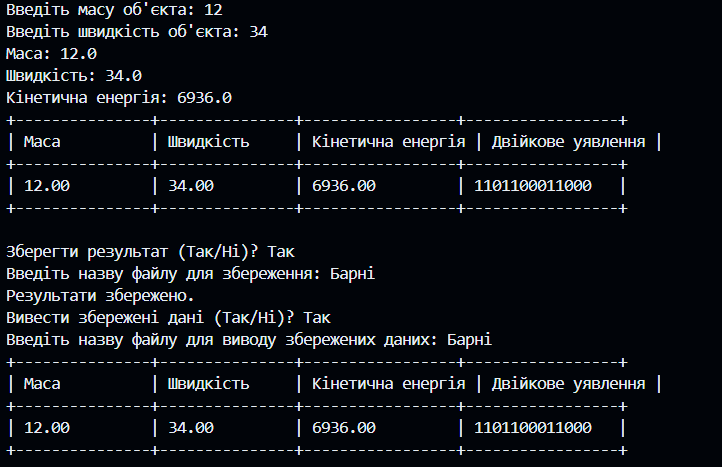 Введіть масу об'єкта: 12
Введіть швидкість об'єкта: 34
Маса: 12.0
Швидкість: 34.0
Кінетична енергія: 6936.0
+---------------+---------------+-----------------+-----------------+
| Маса          | Швидкість     | Кінетична енергія | Двійкове уявлення |
+---------------+---------------+-----------------+-----------------+
| 12.00         | 34.00         | 6936.00         | 1101100011000   |
+---------------+---------------+-----------------+-----------------+
Зберегти результат (Так/Ні)? Так
Введіть назву файлу для збереження: Барні
Результати збережено.
Вивести збережені дані (Так/Ні)? Так
Введіть назву файлу для виводу збережених даних: Барні
+---------------+---------------+-----------------+-----------------+
| Маса          | Швидкість     | Кінетична енергія | Двійкове уявлення |
+---------------+---------------+-----------------+-----------------+
| 12.00         | 34.00         | 6936.00         | 1101100011000   |
+---------------+---------------+-----------------+-----------------+